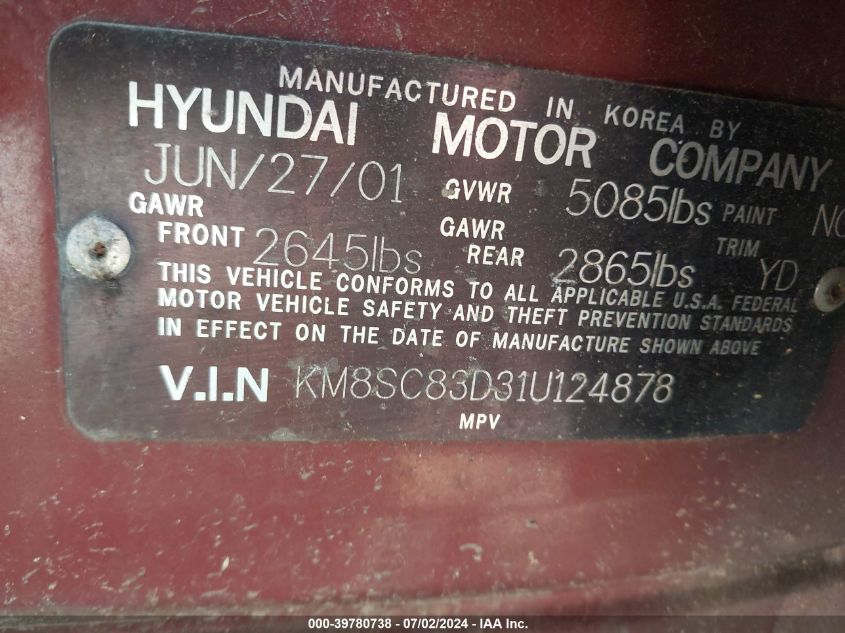 MANUFACTURED IN KOREA BY
HYUNDAI MOTOR COMPANY
JUN/27/01 GVWR 5085lbs PAINT
GAWR FRONT 2645lbs GAWR REAR 2865lbs TRIM YD
THIS VEHICLE CONFORMS TO ALL APPLICABLE U.S.A. FEDERAL
MOTOR VEHICLE SAFETY AND THEFT PREVENTION STANDARDS
IN EFFECT ON THE DATE OF MANUFACTURE SHOWN ABOVE
V.I.N KM8SC83D31U124878
MPV
000-39780738 - 07/02/2024 - IAA Inc.